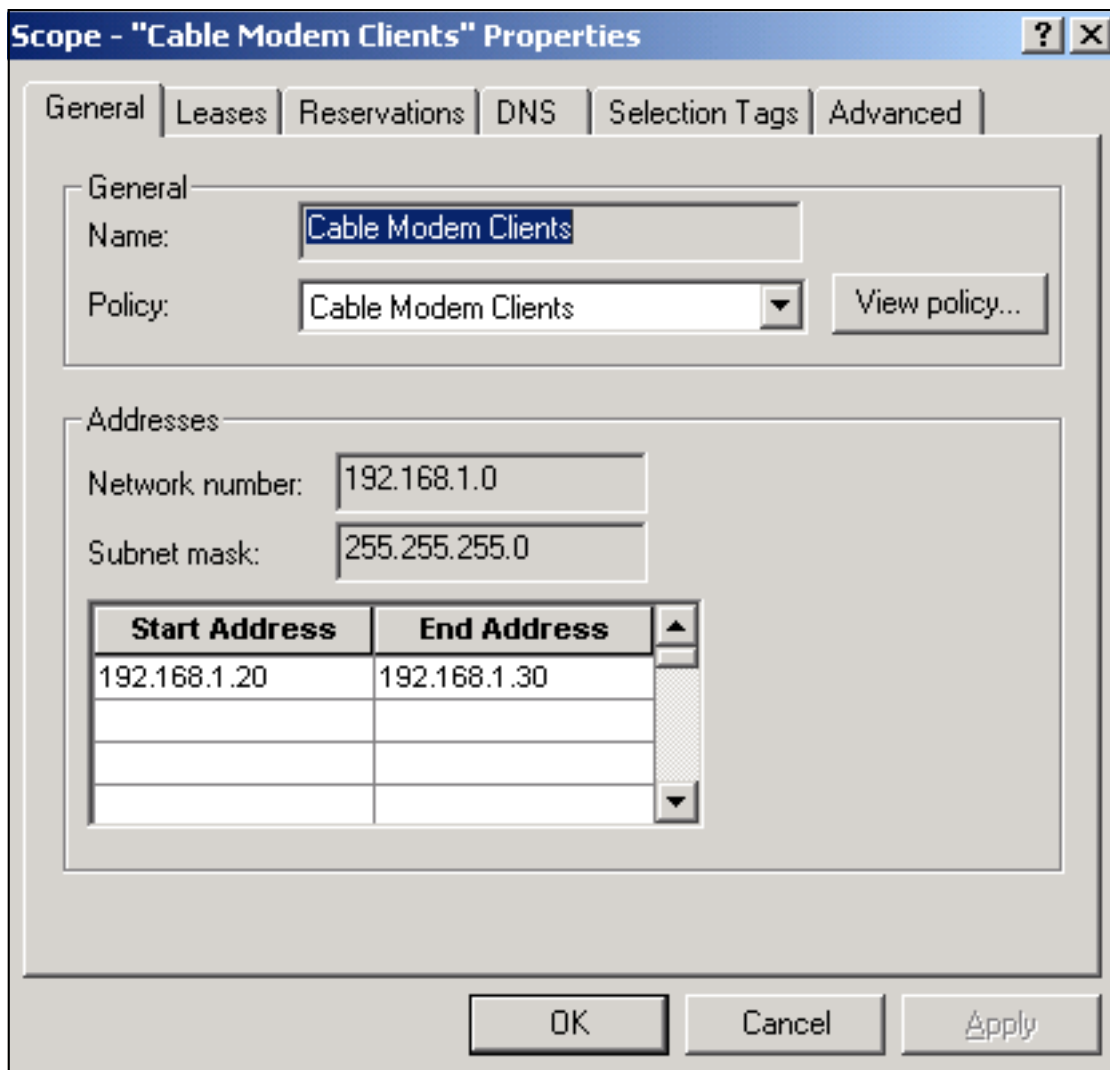 Scope - "Cable Modem Clients" Properties
General Leases Reservations DNS Selection Tags Advanced
General
Name: Cable Modem Clients
Policy: Cable Modem Clients View policy...
Addresses
Network number: 192.168.1.0
Subnet mask: 255.255.255.0
Start Address End Address
192.168.1.20 192.168.1.30
OK Cancel Apply